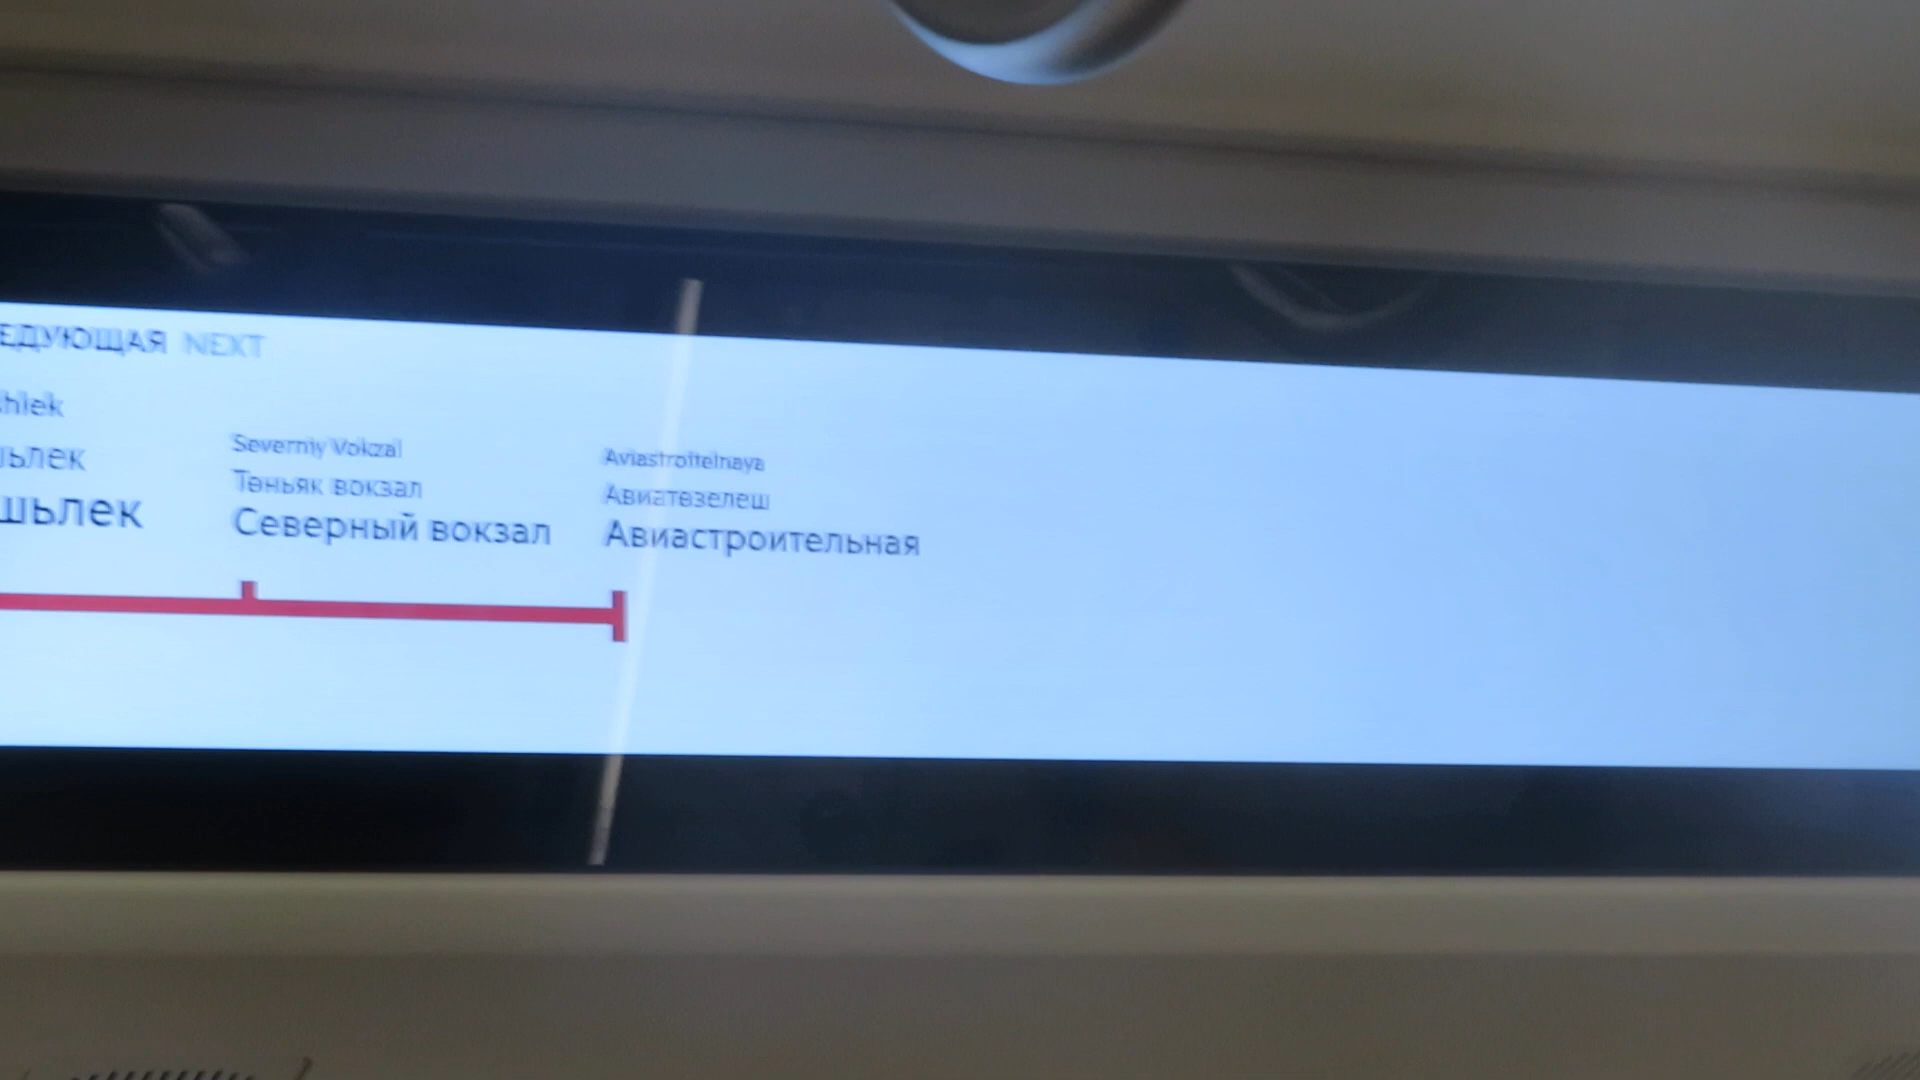 ЕДУЮЩАЯ NEXT
hlek
ьлек
шьлек
Severniy Vokzal
Төньяк вокзал
Северный вокзал
Aviastroitelnaya
Авиатөзелеш
Авиастроительная